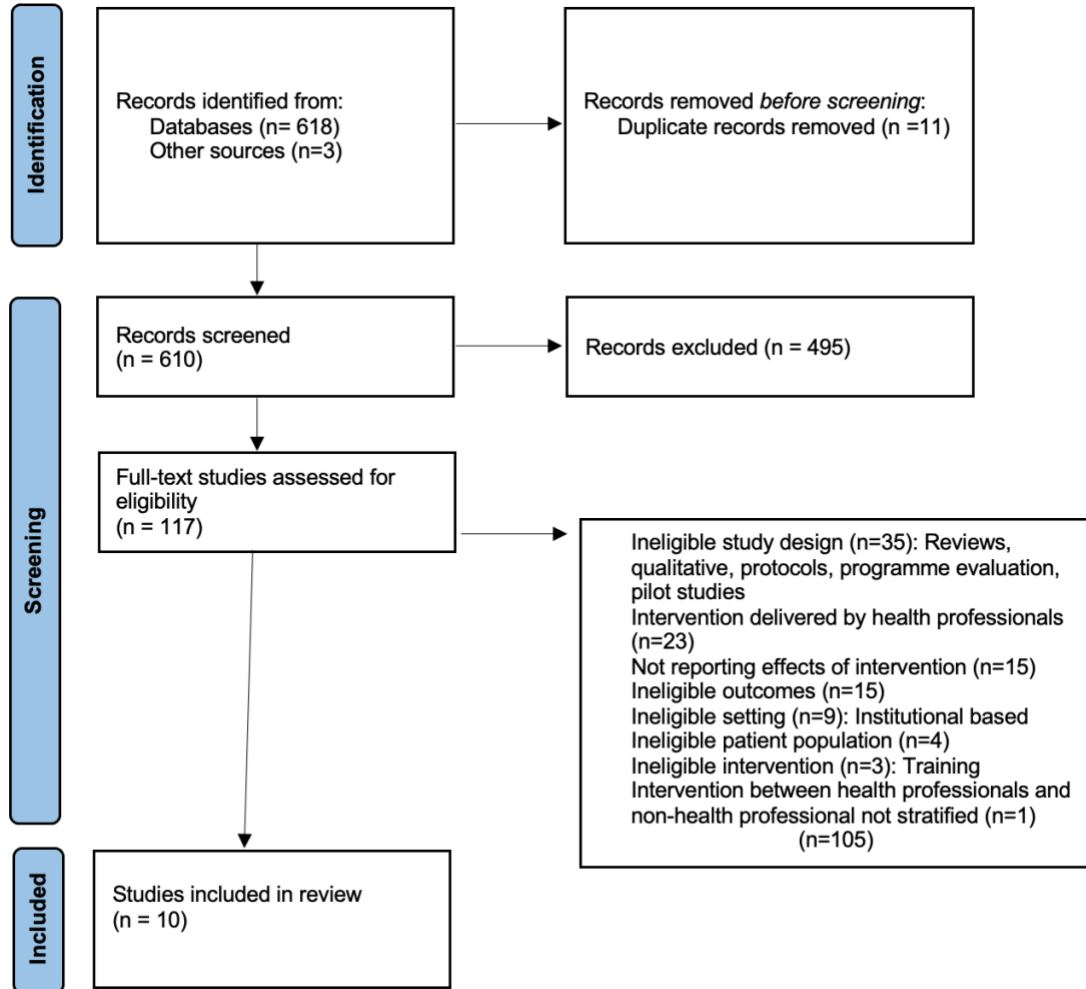 Identification
Records identified from:
Databases (n= 618)
Other sources (n=3)
Records removed before screening:
Duplicate records removed (n =11)
Screening
Records screened
(n = 610)
Records excluded (n = 495)
Full-text studies assessed for
eligibility
(n = 117)
Ineligible study design (n=35): Reviews,
qualitative, protocols, programme evaluation,
pilot studies
Intervention delivered by health professionals
(n=23)
Not reporting effects of intervention (n=15)
Ineligible outcomes (n=15)
Ineligible setting (n=9): Institutional based
Ineligible patient population (n=4)
Ineligible intervention (n=3): Training
Intervention between health professionals and
non-health professional not stratified (n=1)
(n=105)
Included
Studies included in review
(n = 10)